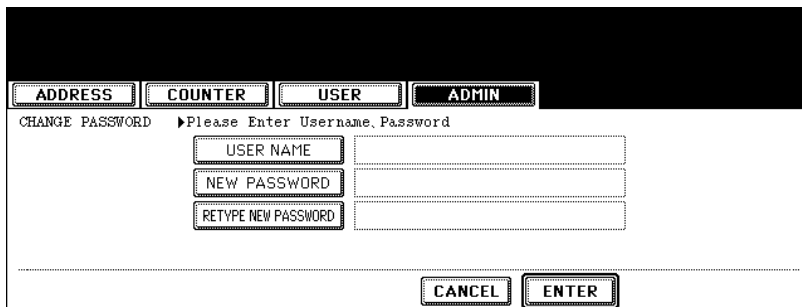 ADDRESS COUNTER USER ADMIN
CHANGE PASSWORD ▶Please Enter Username、Password
USER NAME
NEW PASSWORD
RETYPE NEW PASSWORD
CANCEL ENTER